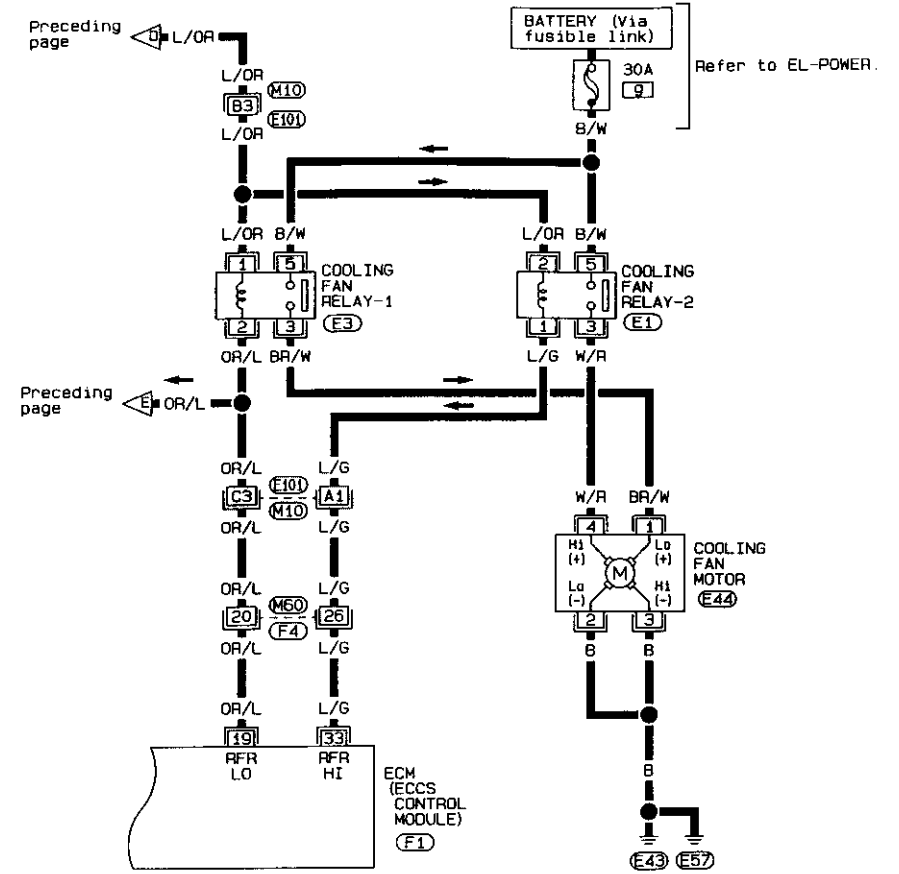 BATTERY (Via
fusible link)
Preceding
page
D
L/OR
Refer to EL-POWER.
30A
9
L/OR
M10
B3
E101
L/OR
B/W
L/OR B/W
L/OR B/W
1 5
2 5
COOLING
FAN
RELAY-1
E3
COOLING
FAN
RELAY-2
E1
2 3
1 3
OR/L BR/W
L/G W/R
Preceding
page
E
OR/L
OR/L
L/G
E101
C3
A1
M10
OR/L
L/G
W/R BR/W
4 1
Hi
(+)
Lo
(+)
M
Lo
(-)
Hi
(-)
COOLING
FAN
MOTOR
E44
2 3
OR/L
L/G
M60
20
26
F4
OR/L
L/G
B B
OR/L
L/G
19
33
RFR
LO
RFR
HI
ECM
(ECCS
CONTROL
MODULE)
F1
B
E43 E57